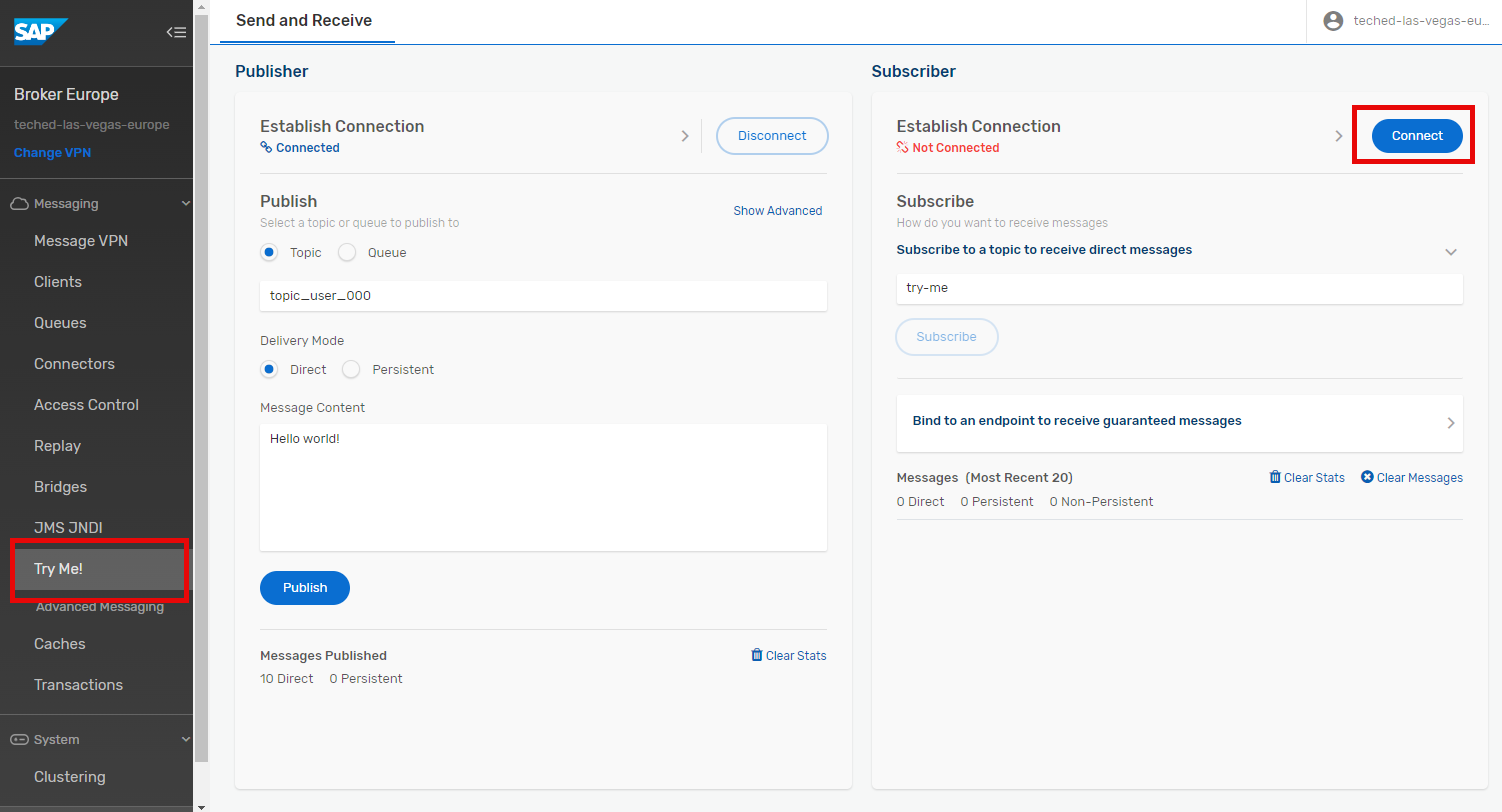 SAP
Broker Europe
teched-las-vegas-europe
Change VPN
Messaging
Message VPN
Clients
Queues
Connectors
Access Control
Replay
Bridges
JMS JNDI
Try Me!
Advanced Messaging
Caches
Transactions
System
Clustering
Send and Receive
teched-las-vegas-eu...
Publisher
Establish Connection
Connected
Disconnect
Publish
Select a topic or queue to publish to
Show Advanced
Topic Queue
topic_user_000
Delivery Mode
Direct Persistent
Message Content
Hello world!
Publish
Messages Published
Clear Stats
10 Direct 0 Persistent
Subscriber
Establish Connection
Not Connected
Connect
Subscribe
How do you want to receive messages
Subscribe to a topic to receive direct messages
try-me
Subscribe
Bind to an endpoint to receive guaranteed messages
Messages (Most Recent 20)
Clear Stats Clear Messages
0 Direct 0 Persistent 0 Non-Persistent